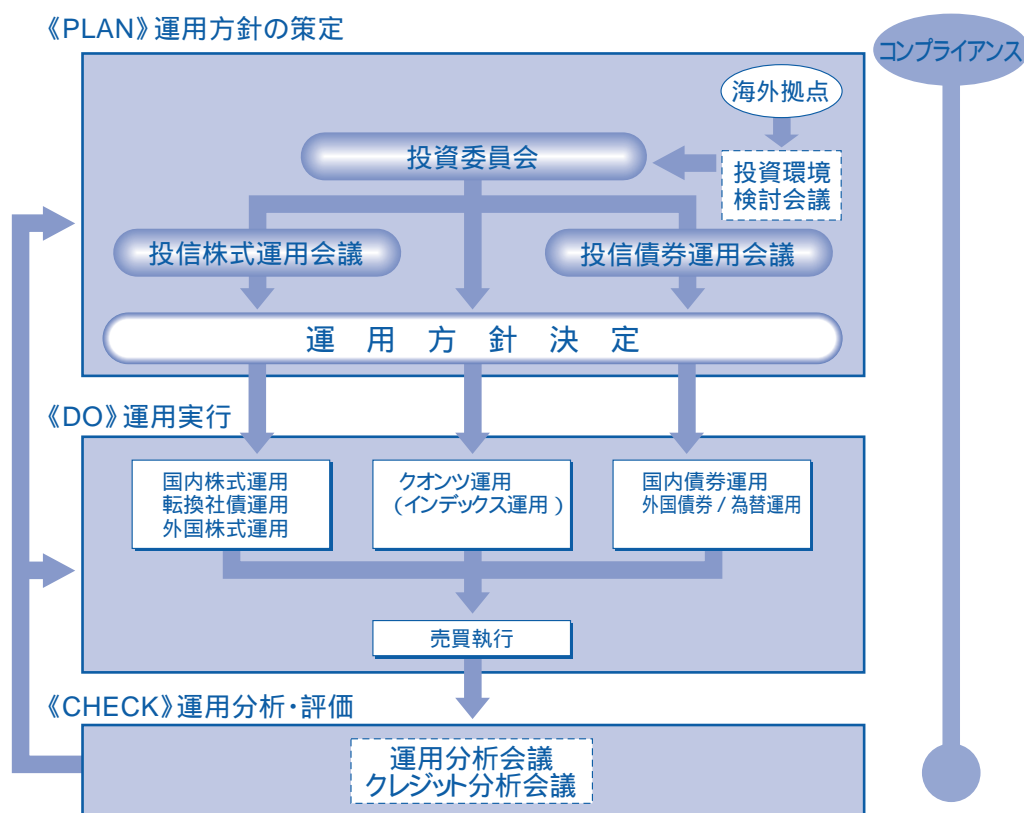 《PLAN》運用方針の策定
コンプライアンス
海外拠点
投資委員会
投資環境
検討会議
投信株式運用会議
投信債券運用会議
運用方針決定
《DO》運用実行
国内株式運用
転換社債運用
外国株式運用
クオンツ運用
(インデックス運用)
国内債券運用
外国債券/為替運用
売買執行
《CHECK》運用分析・評価
運用分析会議
クレジット分析会議